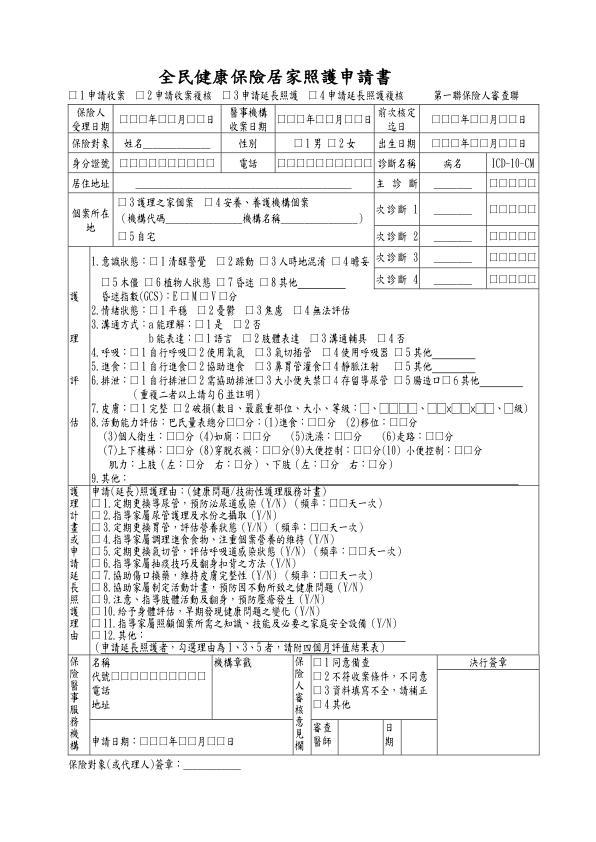 全民健康保險居家照護申請書
□1申請收案 □2申請收案複核 □3申請延長照護 □4申請延長照護複核 第一聯保險人審查聯
保險人受理日期 □□□年□□月□□日 醫事機構收案日期 □□□年□□月□□日 前次核定迄日 □□□年□□月□□日
保險對象 姓名____________ 性別 □1男 □2女 出生日期 □□□年□□月□□日
身分證號 □□□□□□□□□□ 電話 □□□□□□□□□□ 診斷名稱 病名 ICD-10-CM
居住地址 ____________ 主診斷 ______ □□□□□
個案所在地 □3護理之家個案 □4安養、養護機構個案 次診斷 1 ______ □□□□□
(機構代碼____________機構名稱____________)
□5自宅 次診斷 2 ______ □□□□□
護理評估
1.意識狀態:□1清醒警覺 □2躁動 □3人時地混淆 □4瞻妄 次診斷 3 ______ □□□□□
□5木僵 □6植物人狀態 □7昏迷 □8其他________ 次診斷 4 ______ □□□□□
昏迷指數(GCS):E□M□V□分
2.情緒狀態:□1平穩 □2憂鬱 □3焦慮 □4無法評估
3.溝通方式:a能理解:□1是 □2否
b能表達:□1語言 □2肢體表達 □3溝通輔具 □4否
4.呼吸:□1自行呼吸□2使用氧氣 □3氣切插管 □4使用呼吸器 □5其他________
5.進食:□1自行進食□2協助進食 □3鼻胃管灌食□4靜脈注射 □5其他________
6.排泄:□1自行排泄□2需協助排泄□3大小便失禁□4存留導尿管 □5腸造口□6其他________
(重複二者以上請勾6並註明)
7.皮膚:□1完整 □2破損(數目、最嚴重部位、大小、等級:□、□□□□、□□x□□x□□、□級)
8.活動能力評估:巴氏量表總分□□分:(1)進食:□□分 (2)移位:□□分
(3)個人衛生:□□分 (4)如廁:□□分 (5)洗澡:□□分 (6)走路:□□分
(7)上下樓梯:□□分(8)穿脫衣襪:□□分(9)大便控制:□□分(10) 小便控制:□□分
肌力:上肢(左:□分 右:□分)、下肢(左:□分 右:□分)
9.其他:____________
護理計畫或申請延長照護理由
申請(延長)照護理由:(健康問題/技術性護理服務計畫)
□1.定期更換導尿管,預防泌尿道感染(Y/N)(頻率:□□天一次)
□2.指導家屬尿管護理及水份之攝取(Y/N)
□3.定期更換胃管,評估營養狀態(Y/N)(頻率:□□天一次)
□4.指導家屬調理進食食物、注重個案營養的維持(Y/N)
□5.定期更換氣切管,評估呼吸道感染狀態(Y/N)(頻率:□□天一次)
□6.指導家屬抽痰技巧及翻身扣背之方法(Y/N)
□7.協助傷口換藥,維持皮膚完整性(Y/N)(頻率:□□天一次)
□8.協助家屬制定活動計畫,預防因不動所致之健康問題(Y/N)
□9.注意、指導肢體活動及翻身,預防壓瘡發生(Y/N)
□10.給予身體評估,早期發現健康問題之變化(Y/N)
□11.指導家屬照顧個案所需之知識、技能及必要之家庭安全設備(Y/N)
□12.其他:____________
(申請延長照護者,勾選理由為1、3、5者,請附四個月評值結果表)
保險醫事服務機構
名稱 機構章戳
代號□□□□□□□□□□
電話
地址
申請日期:□□□年□□月□□日
保險人審核意見欄
□1同意備查 決行簽章
□2不符收案條件,不同意
□3資料填寫不全,請補正
□4其他
審查醫師 日期
保險對象(或代理人)簽章:__________